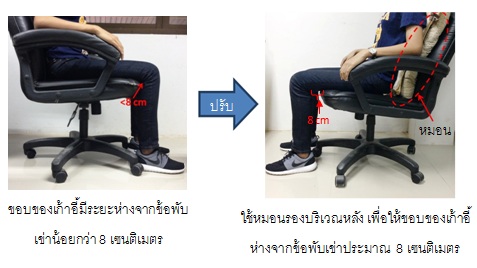 <8 cm
ขอบของเก้าอี้มีระยะห่างจากข้อพับ
เข่าน้อยกว่า 8 เซนติเมตร
ปรับ
8 cm
หมอน
ใช้หมอนรองบริเวณหลัง เพื่อให้ขอบของเก้าอี้
ห่างจากข้อพับเข่าประมาณ 8 เซนติเมตร